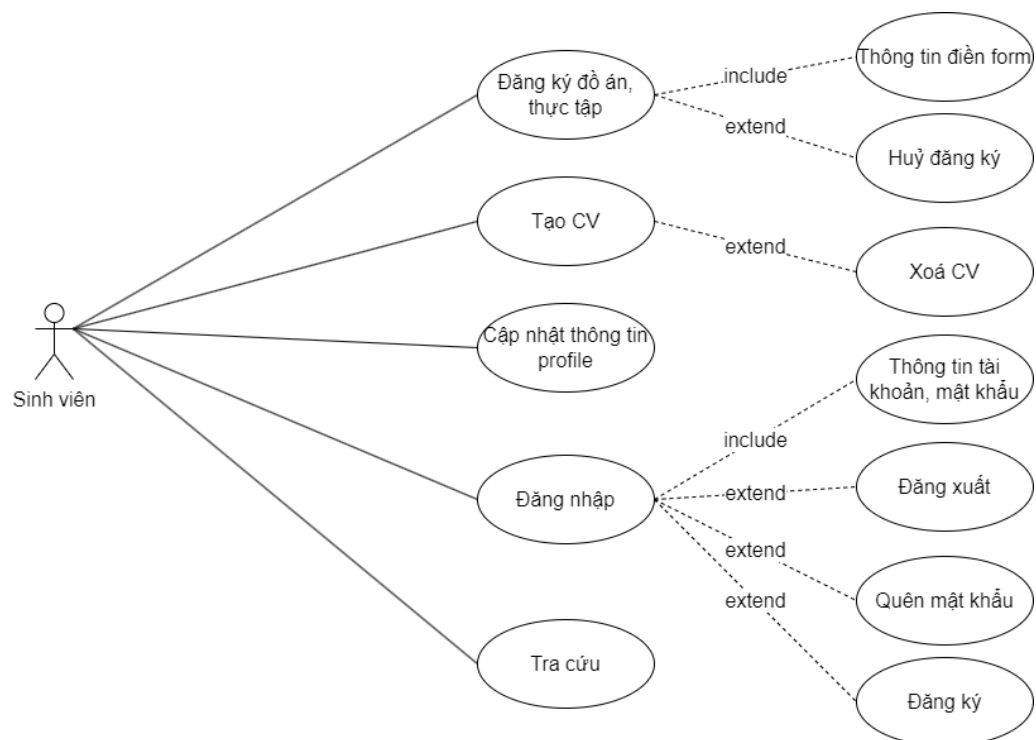 Đăng ký đồ án,
thực tập
include
Thông tin điền form
extend
Huỷ đăng ký
Tạo CV
extend
Xoá CV
Sinh viên
Cập nhật thông tin
profile
Thông tin tài
khoản, mật khẩu
include
Đăng nhập
extend
Đăng xuất
extend
Quên mật khẩu
extend
Đăng ký
Tra cứu